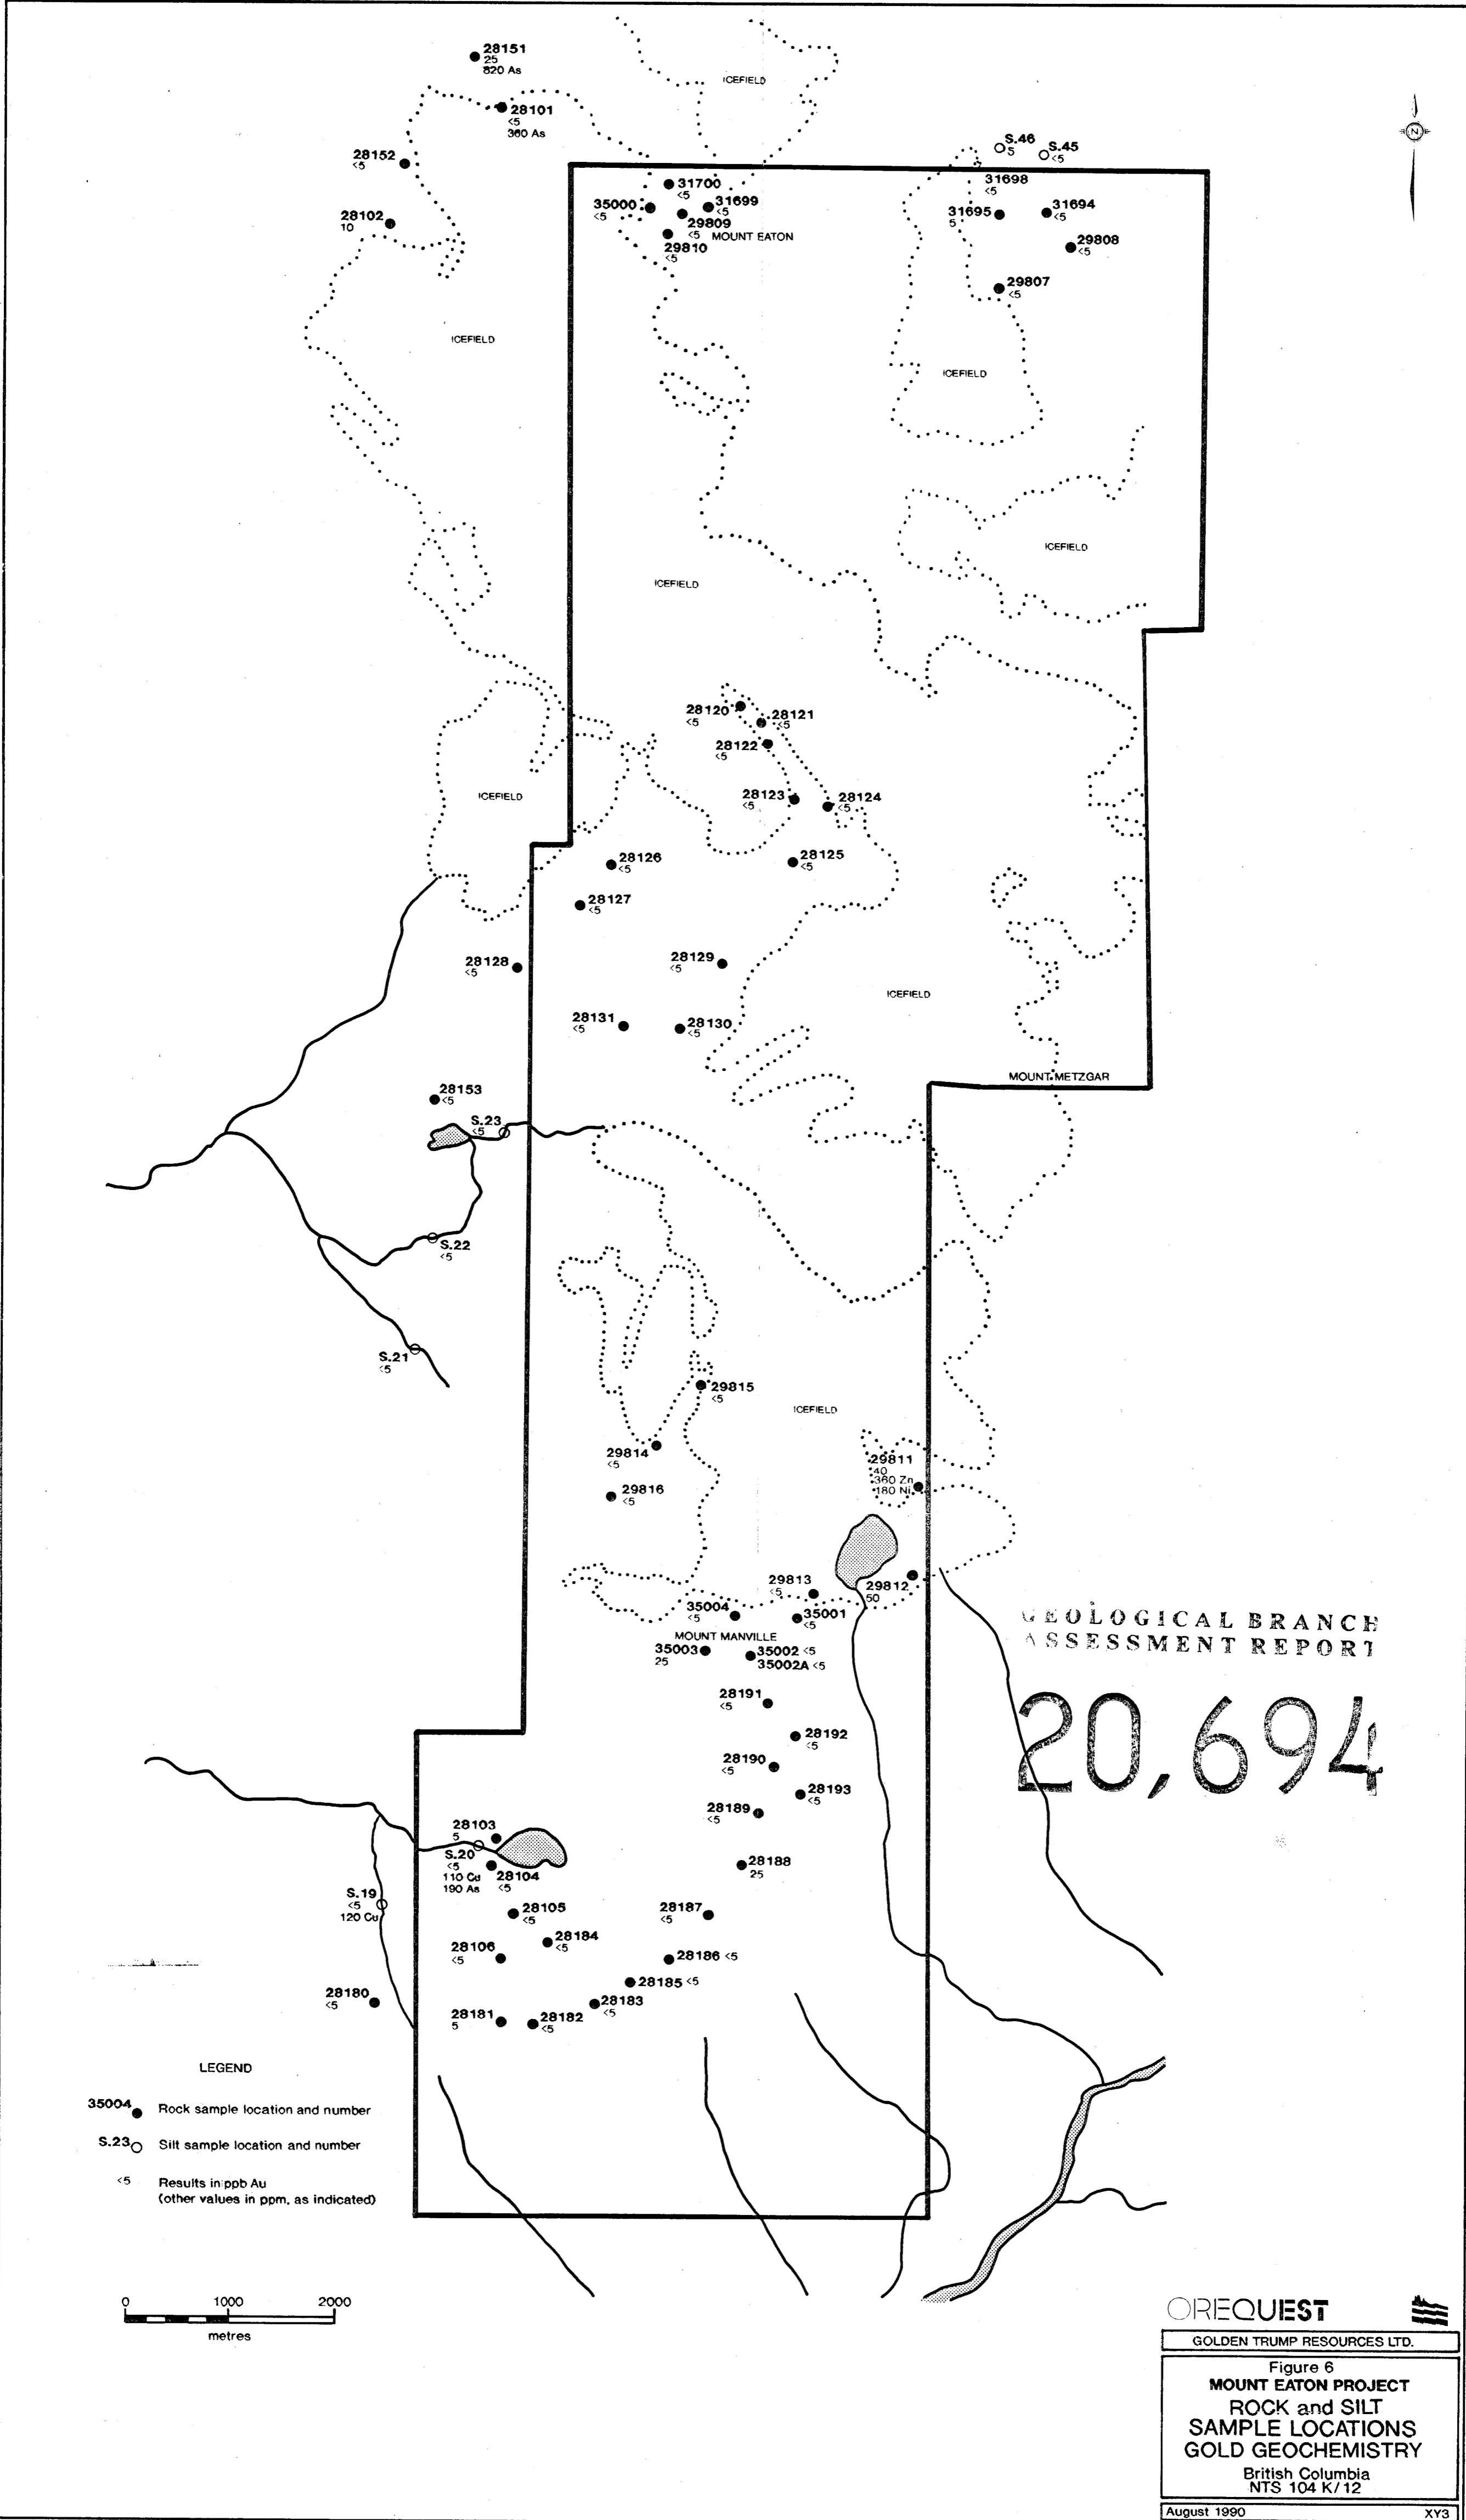 28151
25
820 As
ICEFIELD
28101
<5
360 As
28152
<5
N
S.46
5
S.45
<5
31698
<5
31700
<5
35000
<5
31699
<5
29809
<5
MOUNT EATON
29810
<5
28102
10
31695
5
31694
<5
29808
<5
29807
<5
ICEFIELD
ICEFIELD
ICEFIELD
ICEFIELD
28120
<5
28121
<5
28122
<5
28123
<5
28124
<5
ICEFIELD
28125
<5
28126
<5
28127
<5
28128
<5
28129
<5
ICEFIELD
28131
<5
28130
<5
MOUNT METZGAR
28153
<5
S.23
<5
S.22
<5
S.21
<5
29815
<5
ICEFIELD
29814
<5
29811
40
360 Zn
180 Ni
29816
<5
29813
<5
29812
50
35004
<5
35001
<5
MOUNT MANVILLE
35003
25
35002 <5
35002A <5
GEOLOGICAL BRANCH
ASSESSMENT REPORT
20,694
28191
<5
28192
<5
28190
<5
28193
<5
28189
<5
28103
5
S.20
<5
110 Cu
190 As
28104
<5
28188
25
S.19
<5
120 Cu
28105
<5
28187
<5
28184
<5
28106
<5
28186 <5
28185 <5
28180
<5
28183
<5
28181
5
28182
<5
LEGEND
35004 Rock sample location and number
S.23 Silt sample location and number
<5 Results in ppb Au
(other values in ppm, as indicated)
0 1000 2000
metres
OREQUEST
GOLDEN TRUMP RESOURCES LTD.
Figure 6
MOUNT EATON PROJECT
ROCK and SILT
SAMPLE LOCATIONS
GOLD GEOCHEMISTRY
British Columbia
NTS 104 K/12
August 1990 XY3